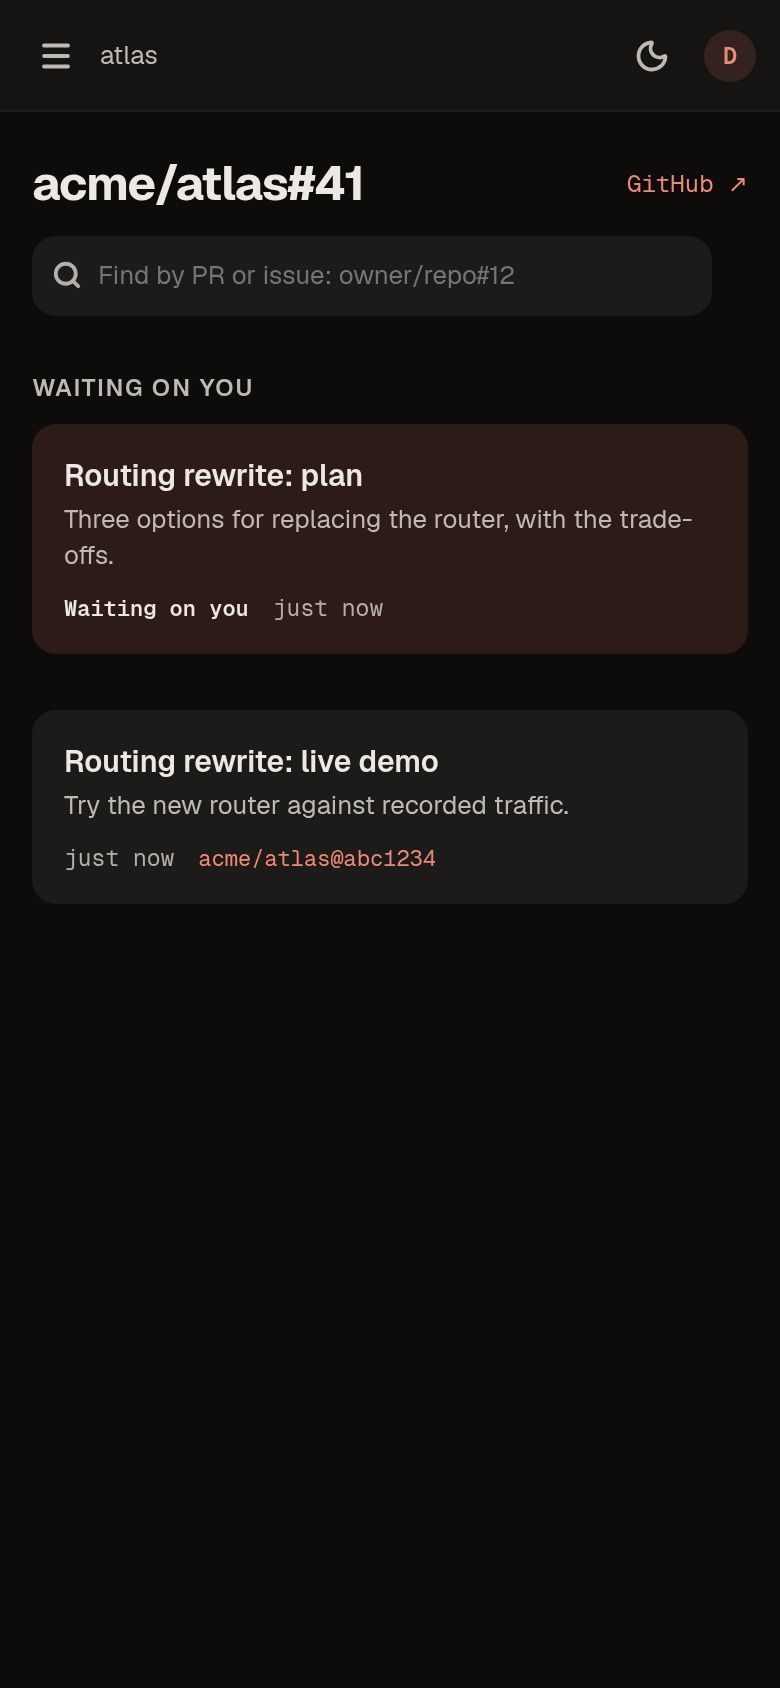 atlas
D
acme/atlas#41
GitHub ↗
Find by PR or issue: owner/repo#12
WAITING ON YOU
Routing rewrite: plan
Three options for replacing the router, with the trade-
offs.
Waiting on you just now
Routing rewrite: live demo
Try the new router against recorded traffic.
just now acme/atlas@abc1234